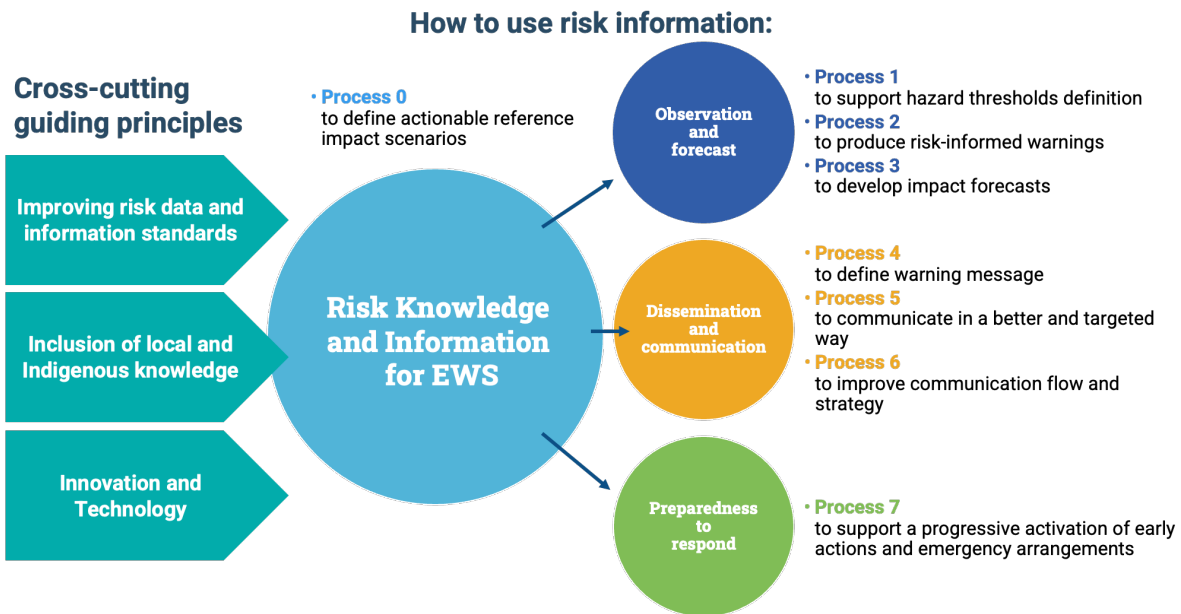 How to use risk information:
Cross-cutting
guiding principles
Improving risk data and
information standards
Inclusion of local and
Indigenous knowledge
Innovation and
Technology
• Process 0
to define actionable reference
impact scenarios
Risk Knowledge
and Information
for EWS
Observation
and
forecast
• Process 1
to support hazard thresholds definition
• Process 2
to produce risk-informed warnings
• Process 3
to develop impact forecasts
Dissemination
and
communication
• Process 4
to define warning message
• Process 5
to communicate in a better and targeted
way
• Process 6
to improve communication flow and
strategy
Preparedness
to
respond
• Process 7
to support a progressive activation of early
actions and emergency arrangements